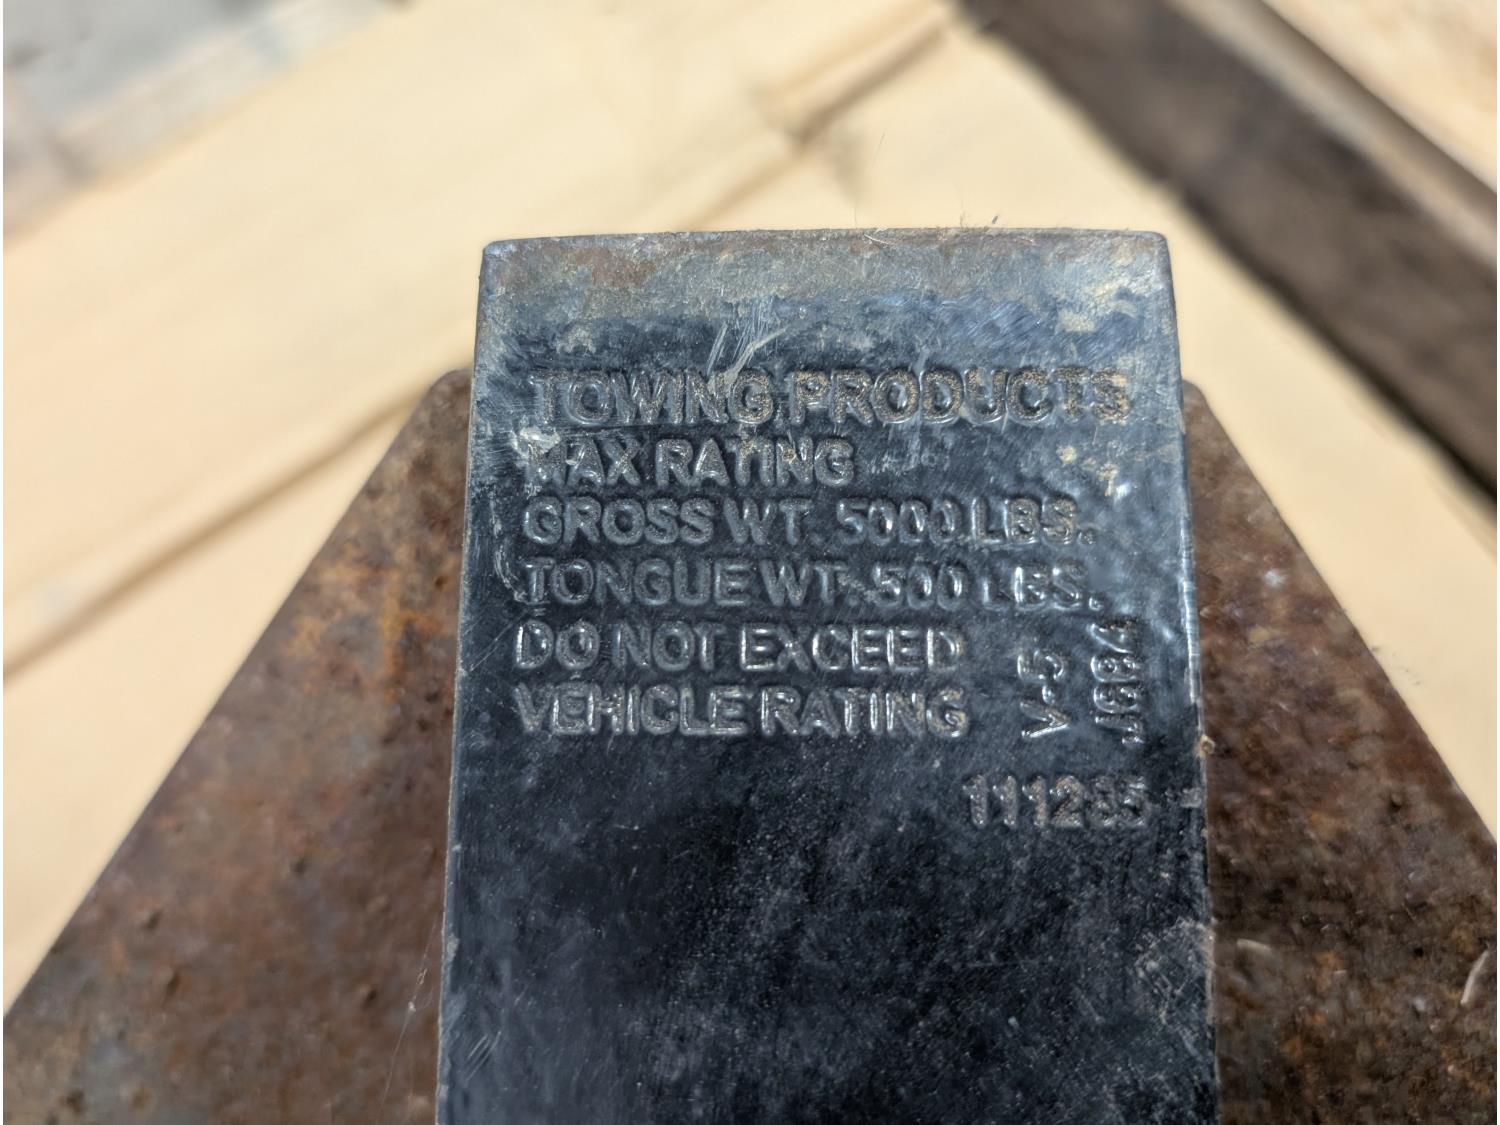 TOWING PRODUCTS
MAX RATING
GROSS WT. 5000 LBS.
TONGUE WT. 500 LBS.
DO NOT EXCEED
VEHICLE RATING
V-5
J684